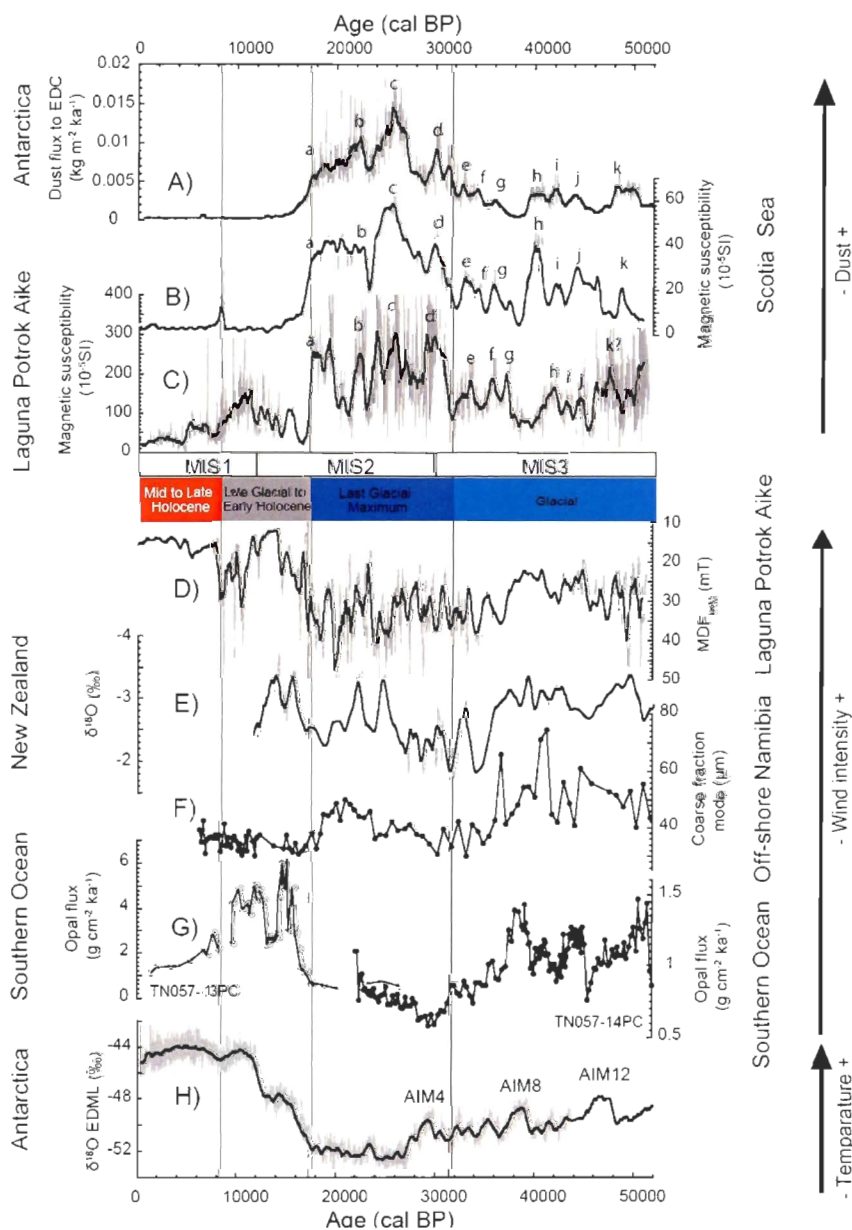 Age (cal BP)
0 10000 20000 30000 40000 50000
Antarctica
Dust flux to EDC
(kg m⁻² ka⁻¹)
0.02
0.015
0.01
0.005
0
A)
a b c d e f g h i j k
Scotia Sea
Magnetic susceptibility
(10⁻⁵SI)
60
40
20
0
B)
a b c d e f g h i j k
Laguna Potrok Aike
Magnetic susceptibility
(10⁻⁵SI)
400
300
200
100
0
C)
a b c d e f g h i j k?
- Dust +
MIS1 MIS2 MIS3
Mid to Late
Holocene
Late Glacial to
Early Holocene
Last Glacial
Maximum
Glacial
D)
10
20
30
40
50
(mT)
Laguna Potrok Aike
New Zealand
δ¹⁸O (‰)
-4
-3
-2
E)
F)
80
60
40
Coarse fraction
mode (µm)
Off-shore Namibia
- Wind intensity +
Southern Ocean
Opal flux
(g cm⁻² ka⁻¹)
6
4
2
0
G)
TN057-13PC
TN057-14PC
1.5
1
0.5
Opal flux
(g cm⁻² ka⁻¹)
Southern Ocean
Antarctica
δ¹⁸O EDML (‰)
-44
-48
-52
H)
AIM4
AIM8
AIM12
- Temparature +
0 10000 20000 30000 40000 50000
Age (cal BP)